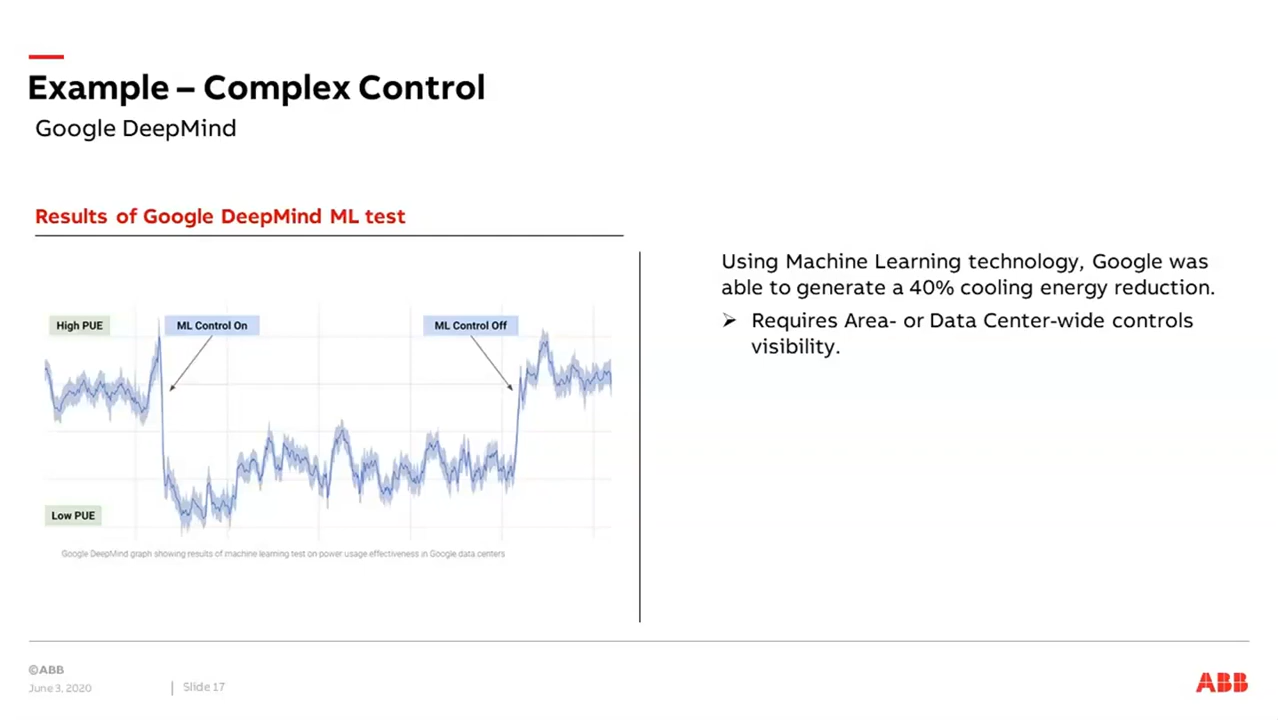 Example – Complex Control
Google DeepMind
Results of Google DeepMind ML test
High PUE
ML Control On
ML Control Off
Low PUE
Google DeepMind graph showing results of machine learning test on power usage effectiveness in Google data centers
Using Machine Learning technology, Google was
able to generate a 40% cooling energy reduction.
➢ Requires Area- or Data Center-wide controls
visibility.
©ABB
June 3, 2020 | Slide 17
ABB